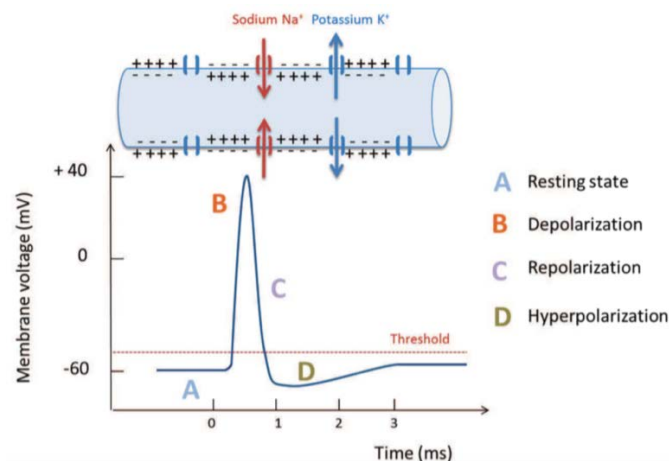 Sodium Na⁺ Potassium K⁺
++++ - - - - - ++++
- - - - ++++ ++++ - - - -
- - - - ++++ ++++ - - - -
++++ - - - - - - - - ++++
+ 40
0
-60
Membrane voltage (mV)
B
C
A
D
Threshold
0 1 2 3
Time (ms)
A Resting state
B Depolarization
C Repolarization
D Hyperpolarization